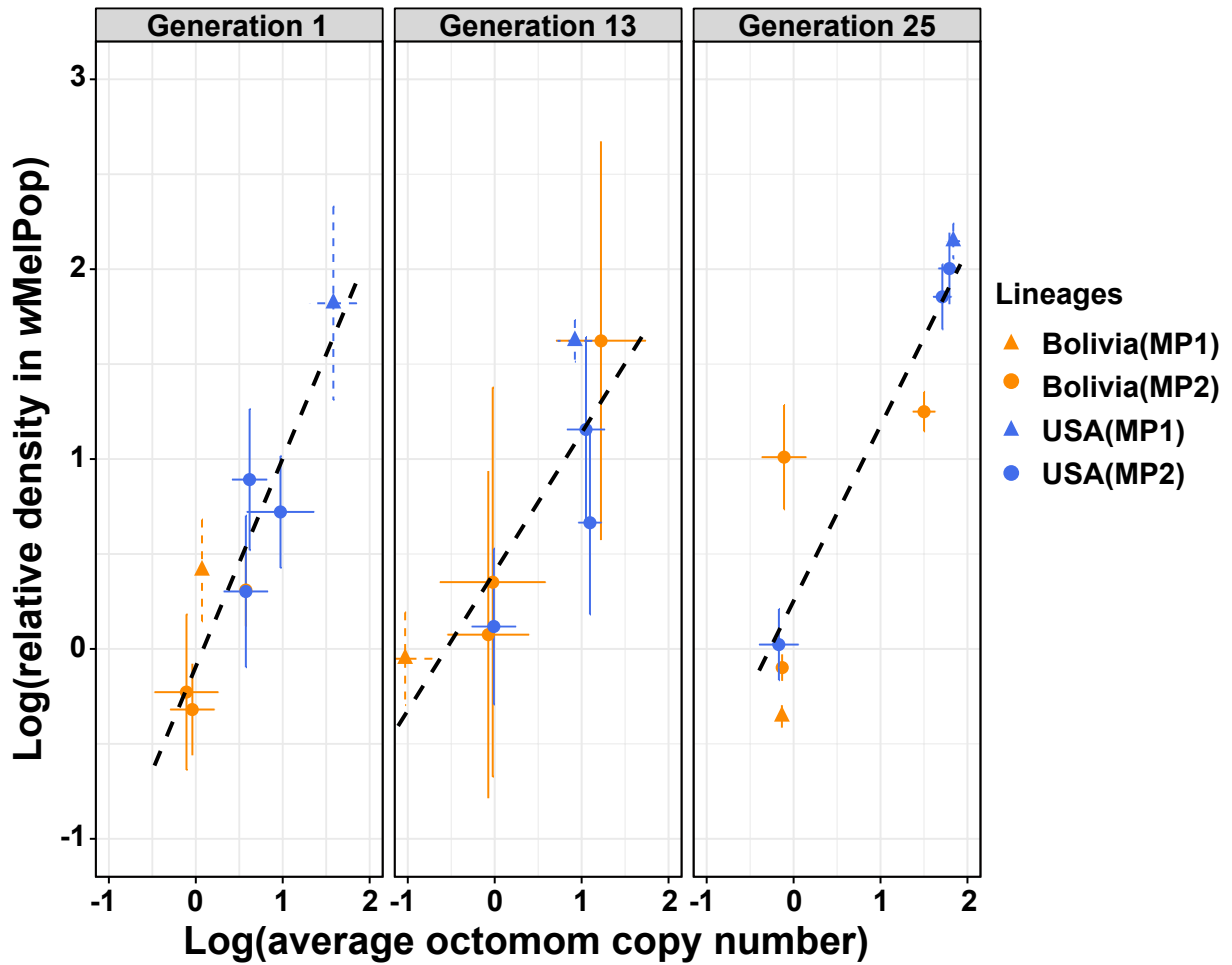 Generation 1
Generation 13
Generation 25
Log(relative density in wMelPop)
3
2
1
0
-1
-1 0 1 2
-1 0 1 2
-1 0 1 2
Log(average octomom copy number)
Lineages
Bolivia(MP1)
Bolivia(MP2)
USA(MP1)
USA(MP2)